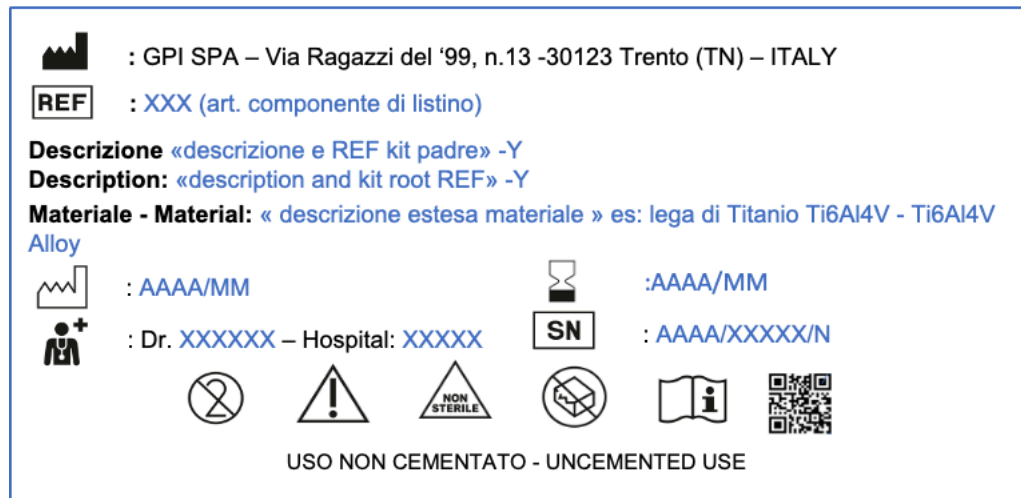 : GPI SPA – Via Ragazzi del ‘99, n.13 -30123 Trento (TN) – ITALY
REF : XXX (art. componente di listino)
Descrizione «descrizione e REF kit padre» -Y
Description: «description and kit root REF» -Y
Materiale - Material: « descrizione estesa materiale » es: lega di Titanio Ti6Al4V - Ti6Al4V
Alloy
: AAAA/MM :AAAA/MM
: Dr. XXXXXX – Hospital: XXXXX SN : AAAA/XXXXX/N
2 ! NON STERILE i
USO NON CEMENTATO - UNCEMENTED USE